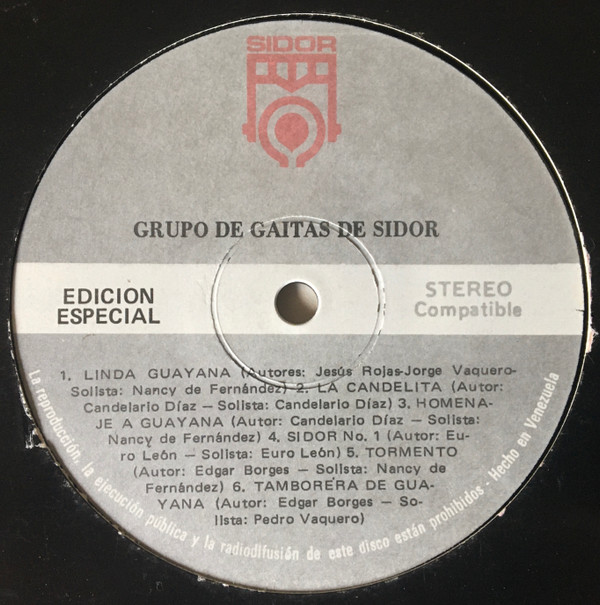 SIDOR
GRUPO DE GAITAS DE SIDOR
EDICION
ESPECIAL
STEREO
Compatible
1. LINDA GUAYANA (Autores: Jesús Rojas-Jorge Vaquero-
Solista: Nancy de Fernández) 2. LA CANDELITA (Autor:
Candelario Díaz — Solista: Candelario Díaz) 3. HOMENA-
JE A GUAYANA (Autor: Candelario Díaz — Solista:
Nancy de Fernández) 4. SIDOR No. 1 (Autor: Eu-
ro León — Solista: Euro León) 5. TORMENTO
(Autor: Edgar Borges — Solista: Nancy de
Fernández) 6. TAMBORERA DE GUA-
YANA (Autor: Edgar Borges — So-
lista: Pedro Vaquero)
La reproducción, la ejecución pública y la radiodifusión de este disco están prohibidos - Hecho en Venezuela